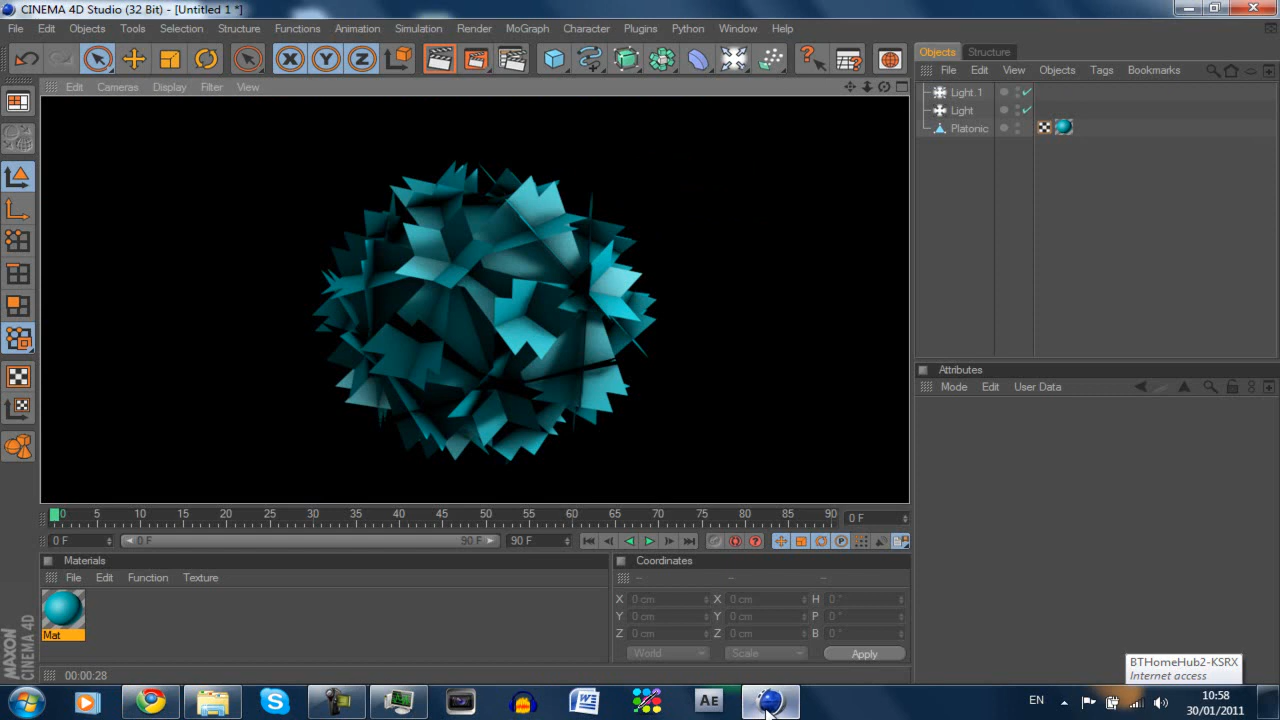 CINEMA 4D Studio (32 Bit) - [Untitled 1 *]
File Edit Objects Tools Selection Structure Functions Animation Simulation Render MoGraph Character Plugins Python Window Help
X Y Z
Objects Structure
Edit Cameras Display Filter View
File Edit View Objects Tags Bookmarks
Light.1
Light
Platonic
Attributes
Mode Edit User Data
0 5 10 15 20 25 30 35 40 45 50 55 60 65 70 75 80 85 90
0 F
0 F 0 F 90 F 90 F
Materials
File Edit Function Texture
Mat
Coordinates
-- -- --
X 0 cm X 0 cm H 0 °
Y 0 cm Y 0 cm P 0 °
Z 0 cm Z 0 cm B 0 °
World Scale Apply
MAXON
CINEMA 4D
00:00:28
BTHomeHub2-KSRX
Internet access
W
AE
EN
10:58
30/01/2011